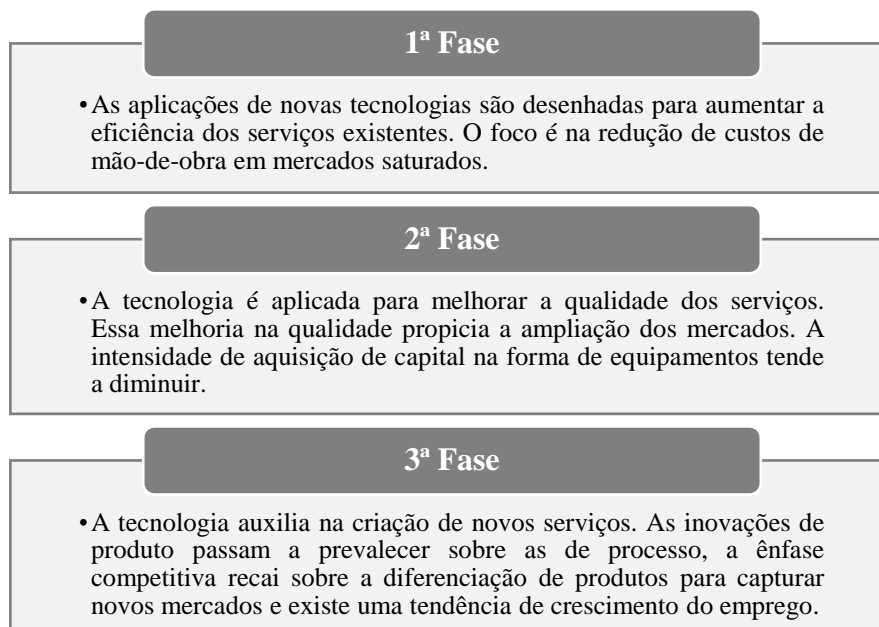 1ª Fase
•As aplicações de novas tecnologias são desenhadas para aumentar a
eficiência dos serviços existentes. O foco é na redução de custos de
mão-de-obra em mercados saturados.
2ª Fase
•A tecnologia é aplicada para melhorar a qualidade dos serviços.
Essa melhoria na qualidade propicia a ampliação dos mercados. A
intensidade de aquisição de capital na forma de equipamentos tende
a diminuir.
3ª Fase
•A tecnologia auxilia na criação de novos serviços. As inovações de
produto passam a prevalecer sobre as de processo, a ênfase
competitiva recai sobre a diferenciação de produtos para capturar
novos mercados e existe uma tendência de crescimento do emprego.